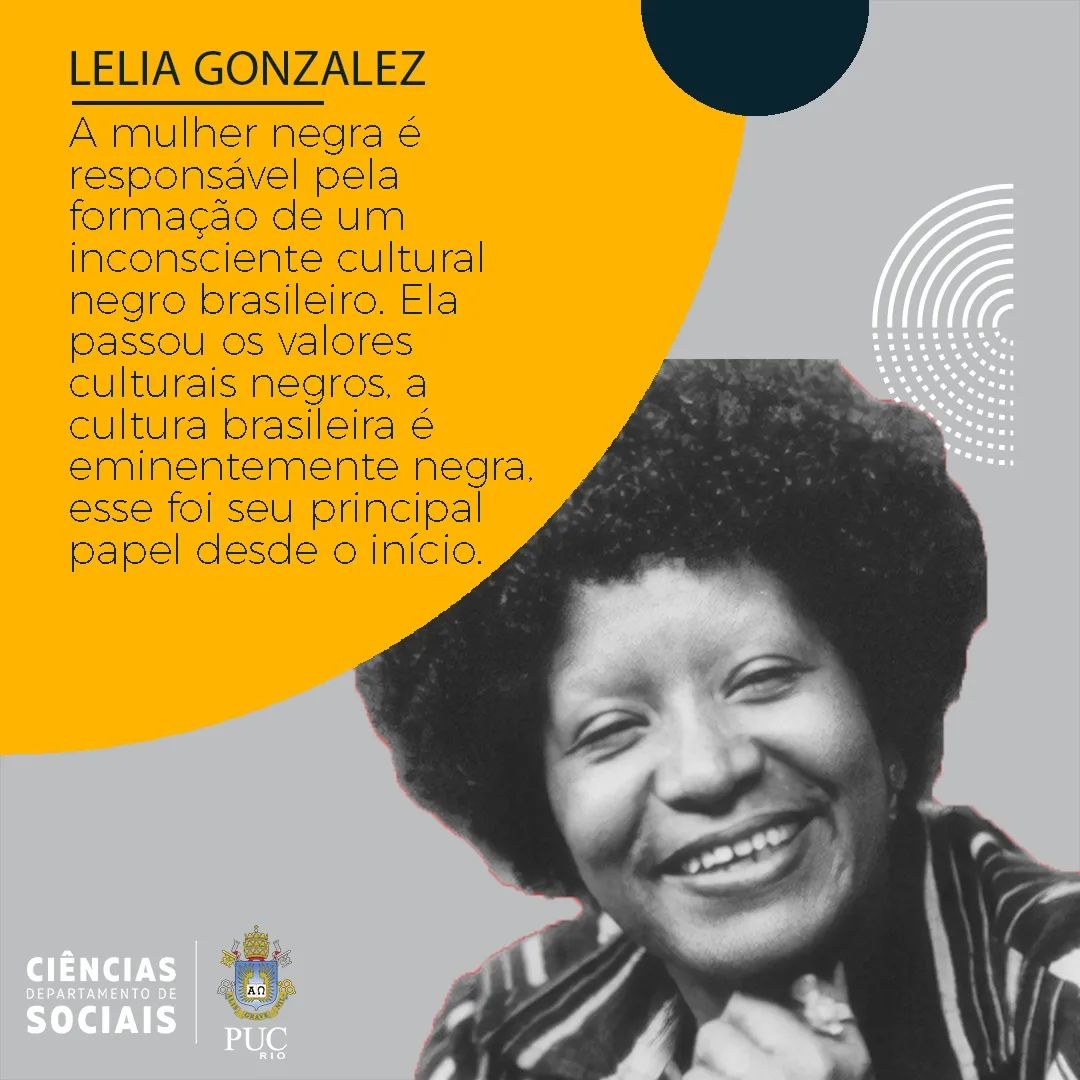 LELIA GONZALEZ
A mulher negra é
responsável pela
formação de um
inconsciente cultural
negro brasileiro. Ela
passou os valores
culturais negros, a
cultura brasileira é
eminentemente negra,
esse foi seu principal
papel desde o início.
CIÊNCIAS
DEPARTAMENTO DE
SOCIAIS
ΑΩ
PUC
RIO